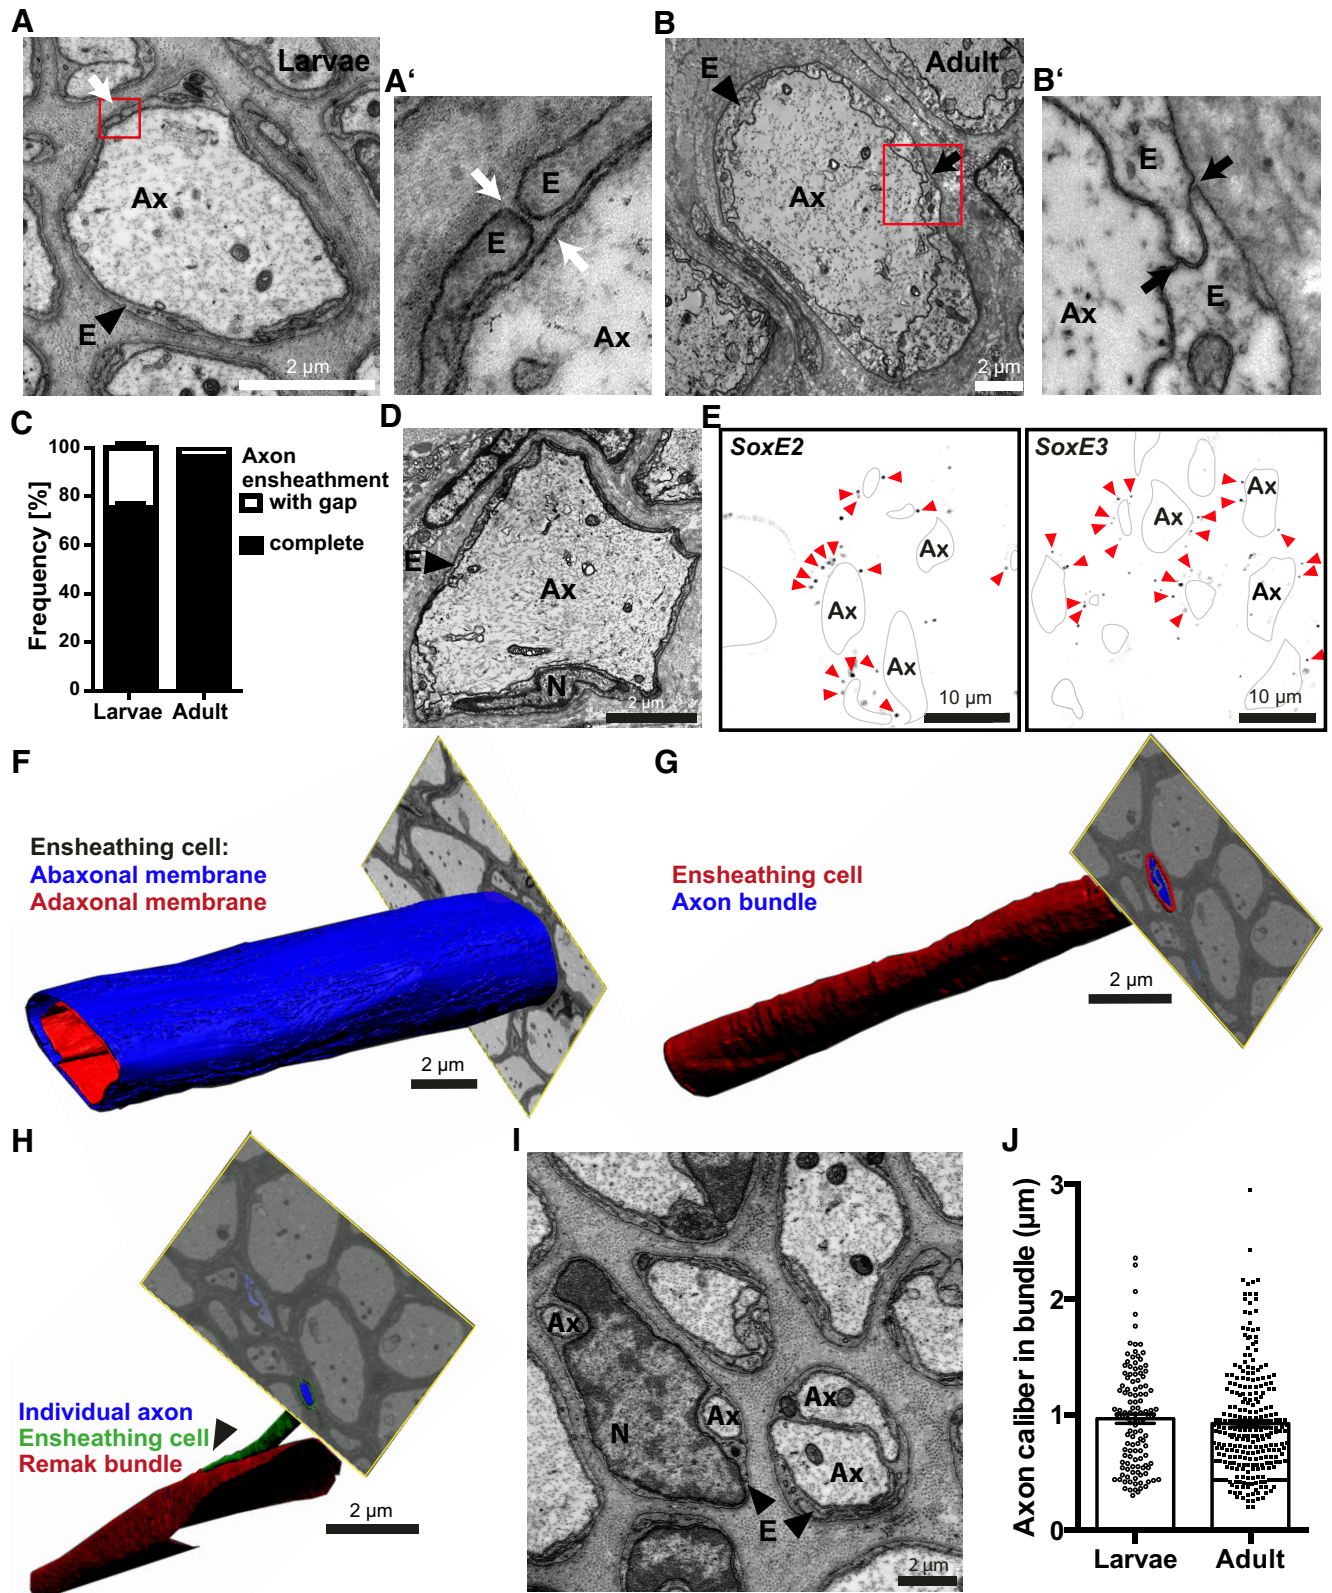 A
Larvae
Ax
E
2 µm
A'
E
E
Ax
B
E
Adult
Ax
2 µm
B'
E
E
Ax
C
100
80
60
40
20
0
Frequency [%]
Larvae
Adult
Axon
ensheathment
with gap
complete
D
E
Ax
N
2 µm
E
SoxE2
Ax
Ax
Ax
10 µm
SoxE3
Ax
Ax
Ax
10 µm
F
Ensheathing cell:
Abaxonal membrane
Adaxonal membrane
2 µm
G
Ensheathing cell
Axon bundle
2 µm
H
Individual axon
Ensheathing cell
Remak bundle
2 µm
I
Ax
Ax
Ax
Ax
N
E
2 µm
J
Axon caliber in bundle (µm)
3
2
1
0
Larvae
Adult